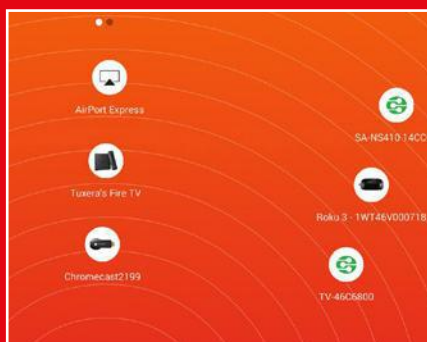 AirPort Express
SA-NS410-14CC
Tuxera's Fire TV
Roku 3 - 1WT46V000718
Chromecast2199
TV-46C6800